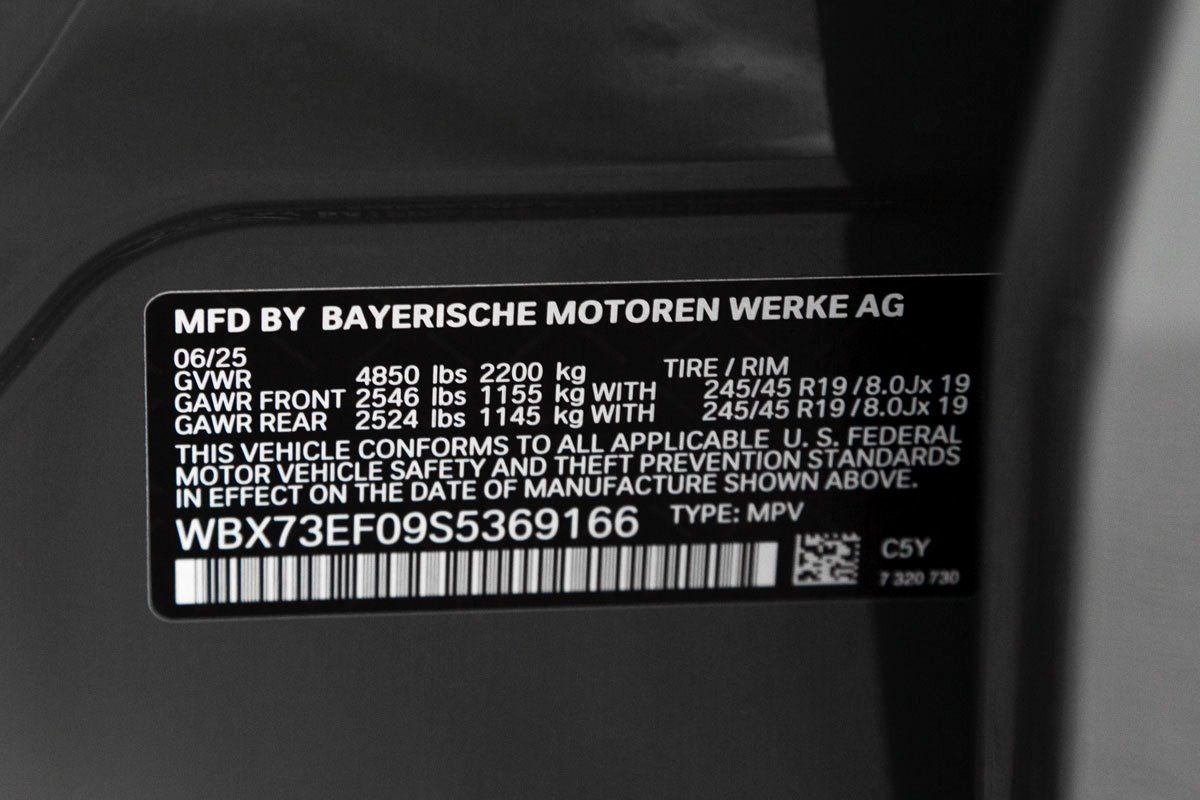 MFD BY BAYERISCHE MOTOREN WERKE AG
06/25
GVWR 4850 lbs 2200 kg TIRE / RIM
GAWR FRONT 2546 lbs 1155 kg WITH 245/45 R19 / 8.0Jx 19
GAWR REAR 2524 lbs 1145 kg WITH 245/45 R19 / 8.0Jx 19
THIS VEHICLE CONFORMS TO ALL APPLICABLE U. S. FEDERAL
MOTOR VEHICLE SAFETY AND THEFT PREVENTION STANDARDS
IN EFFECT ON THE DATE OF MANUFACTURE SHOWN ABOVE.
WBX73EF09S5369166 TYPE: MPV
C5Y
7 320 730